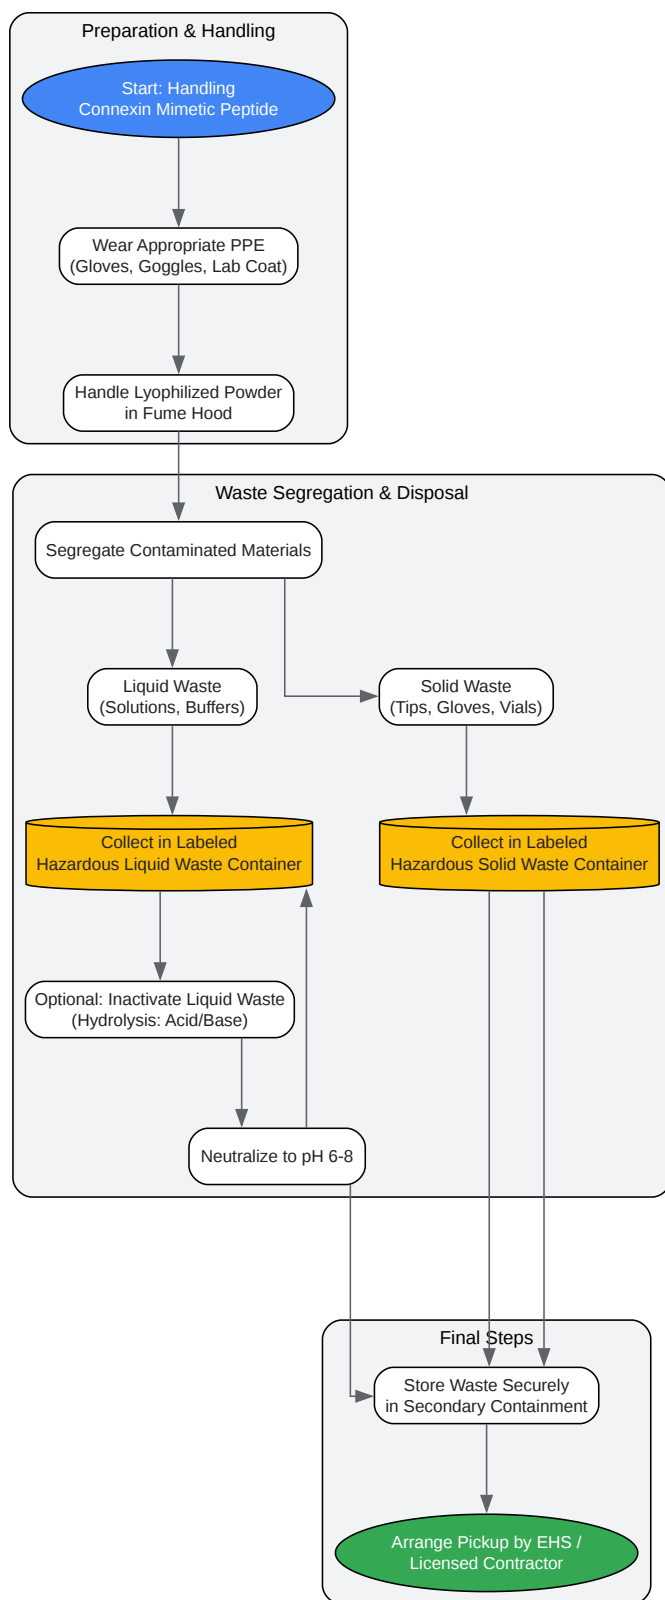 Preparation & Handling
Start: Handling
Connexin Mimetic Peptide
Wear Appropriate PPE
(Gloves, Goggles, Lab Coat)
Handle Lyophilized Powder
in Fume Hood
Waste Segregation & Disposal
Segregate Contaminated Materials
Liquid Waste
(Solutions, Buffers)
Solid Waste
(Tips, Gloves, Vials)
Collect in Labeled
Hazardous Liquid Waste Container
Collect in Labeled
Hazardous Solid Waste Container
Optional: Inactivate Liquid Waste
(Hydrolysis: Acid/Base)
Neutralize to pH 6-8
Final Steps
Store Waste Securely
in Secondary Containment
Arrange Pickup by EHS /
Licensed Contractor